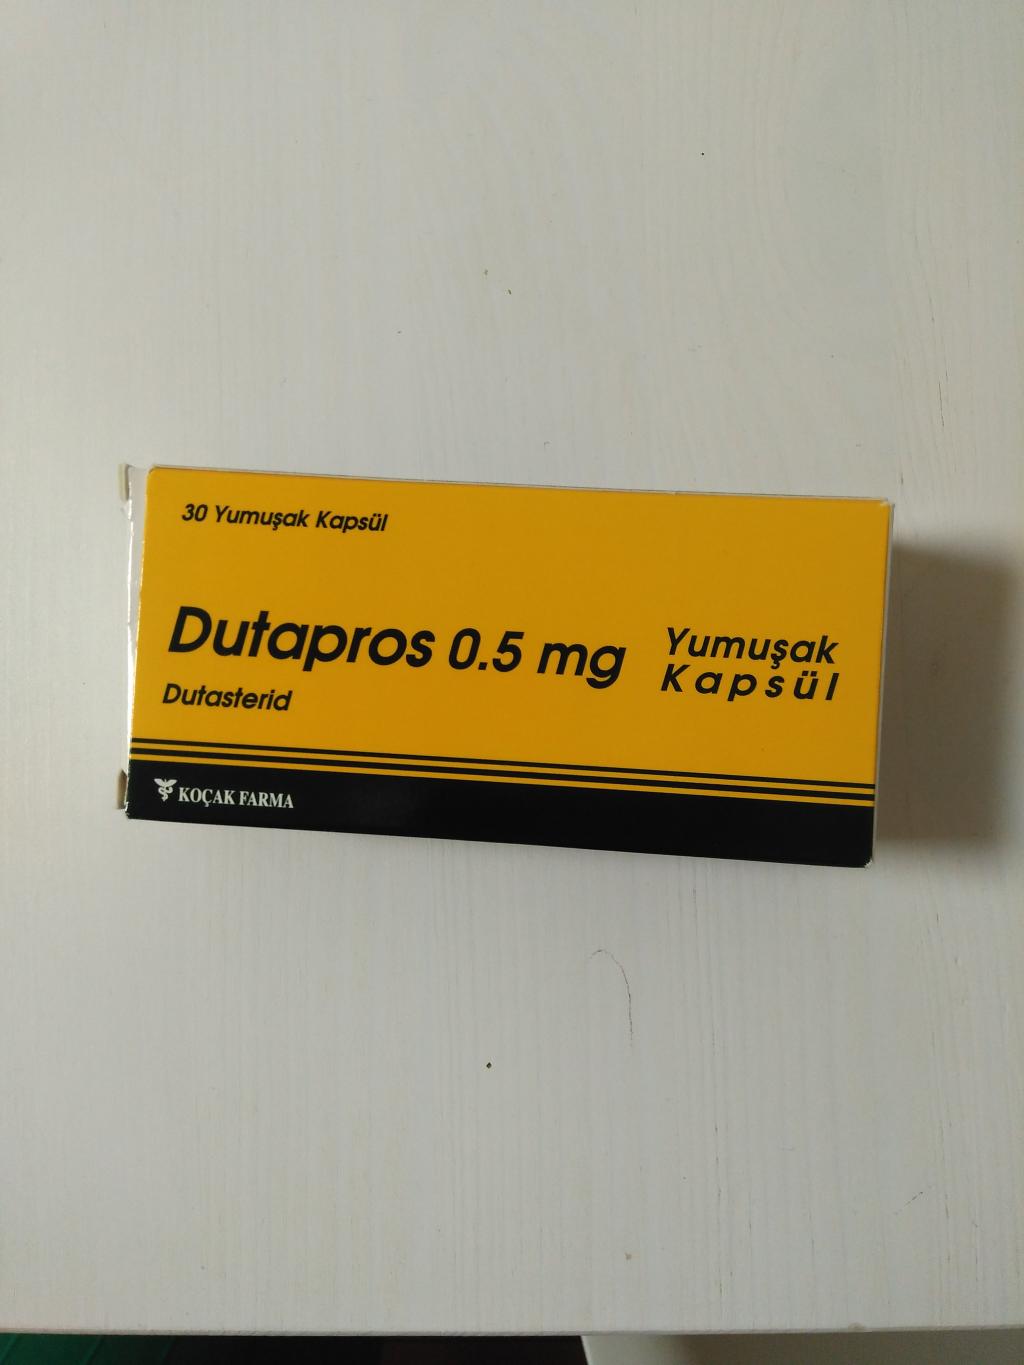 30 Yumuşak Kapsül
Dutapros 0.5 mg
Yumuşak
Kapsül
Dutasterid
KOÇAK FARMA